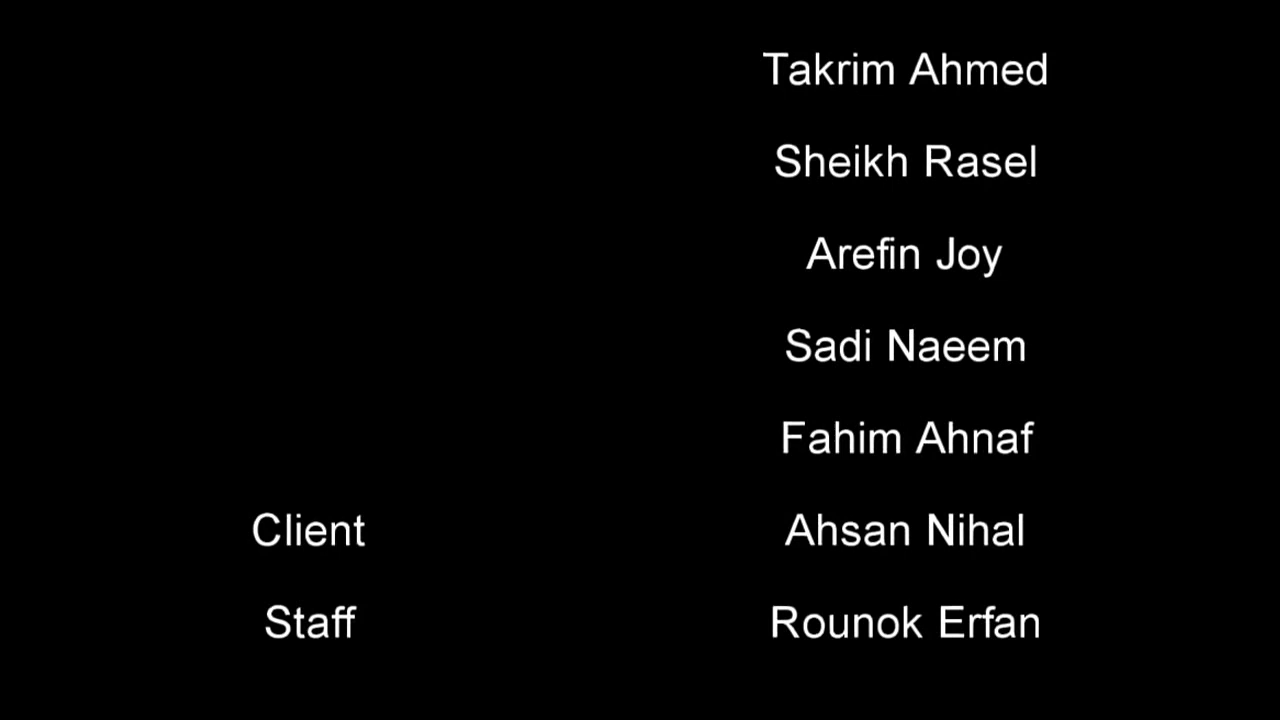 Takrim Ahmed
Sheikh Rasel
Arefin Joy
Sadi Naeem
Fahim Ahnaf
Client Ahsan Nihal
Staff Rounok Erfan